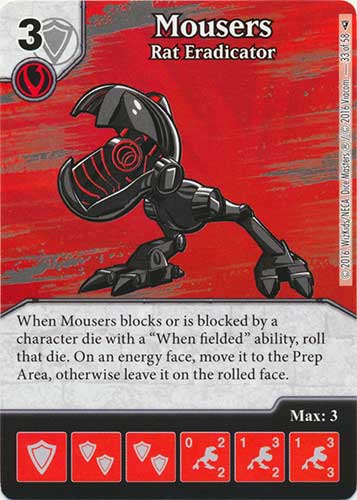 3
Mousers
Rat Eradicator
© 2016 WizKids/NECA. Dice Masters ® / © 2016 Viacom — 33 of 58
When Mousers blocks or is blocked by a
character die with a “When fielded” ability, roll
that die. On an energy face, move it to the Prep
Area, otherwise leave it on the rolled face.
Max: 3
0 2 2
1 3 2
1 3 3